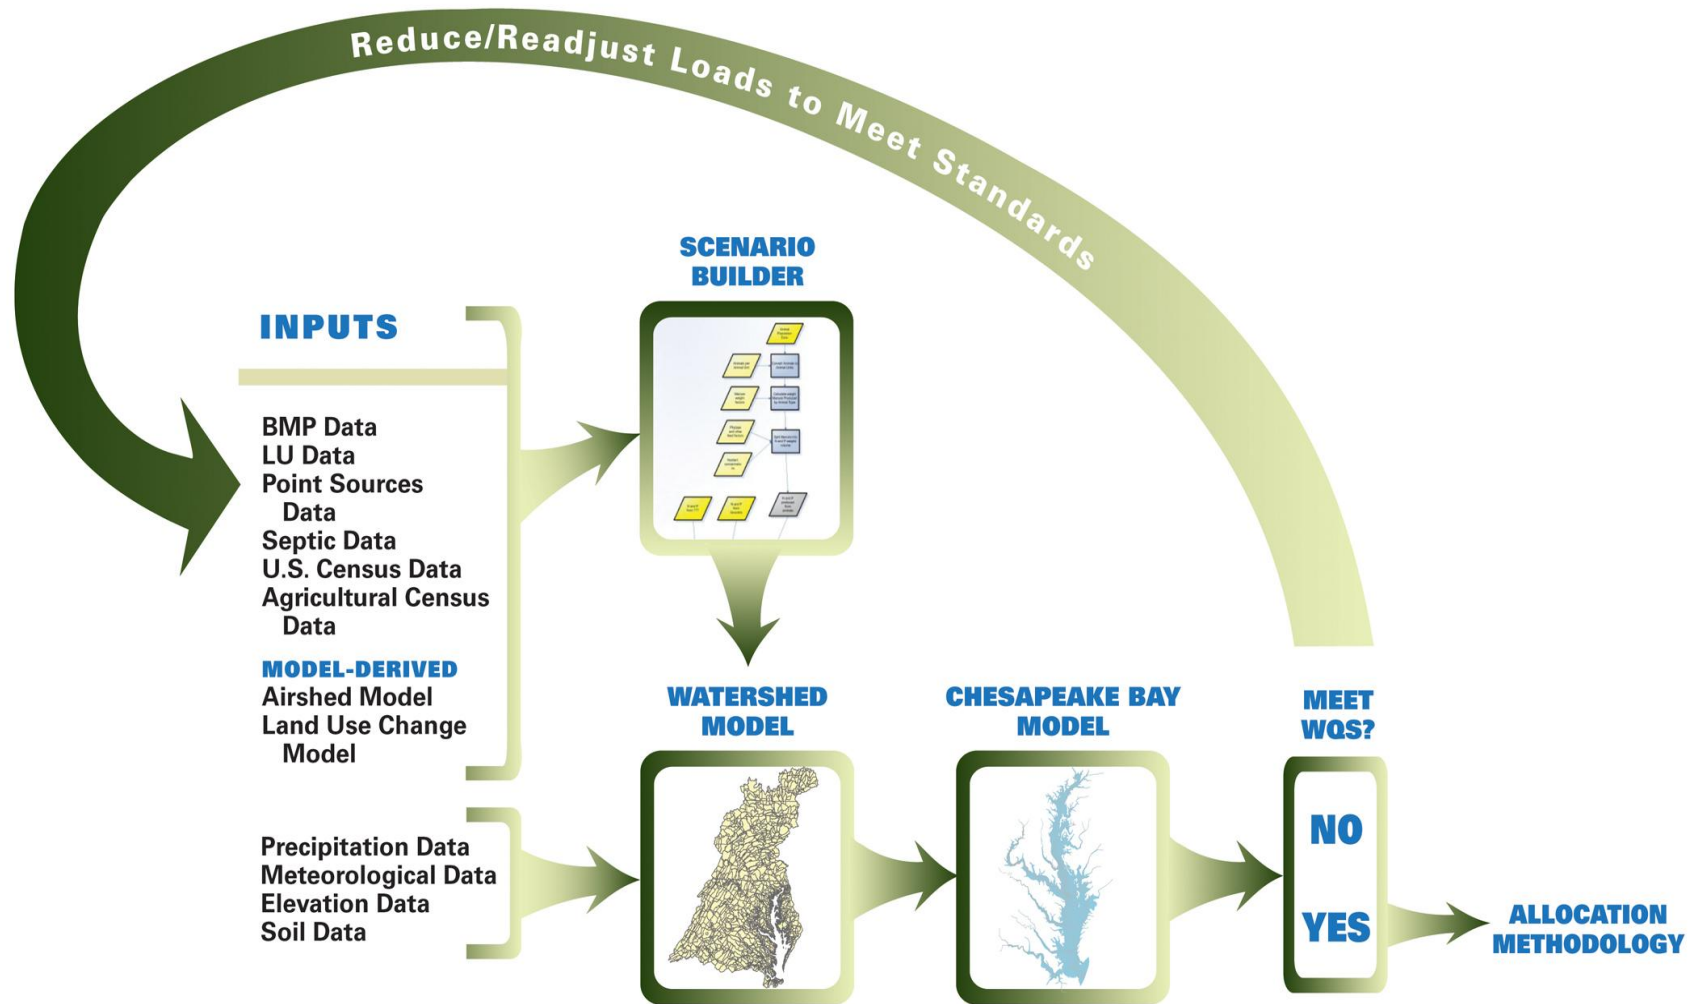 Reduce/Readjust Loads to Meet Standards
SCENARIO
BUILDER
INPUTS
BMP Data
LU Data
Point Sources
Data
Septic Data
U.S. Census Data
Agricultural Census
Data
MODEL-DERIVED
Airshed Model
Land Use Change
Model
Precipitation Data
Meteorological Data
Elevation Data
Soil Data
WATERSHED
MODEL
CHESAPEAKE BAY
MODEL
MEET
WQS?
NO
YES
ALLOCATION
METHODOLOGY